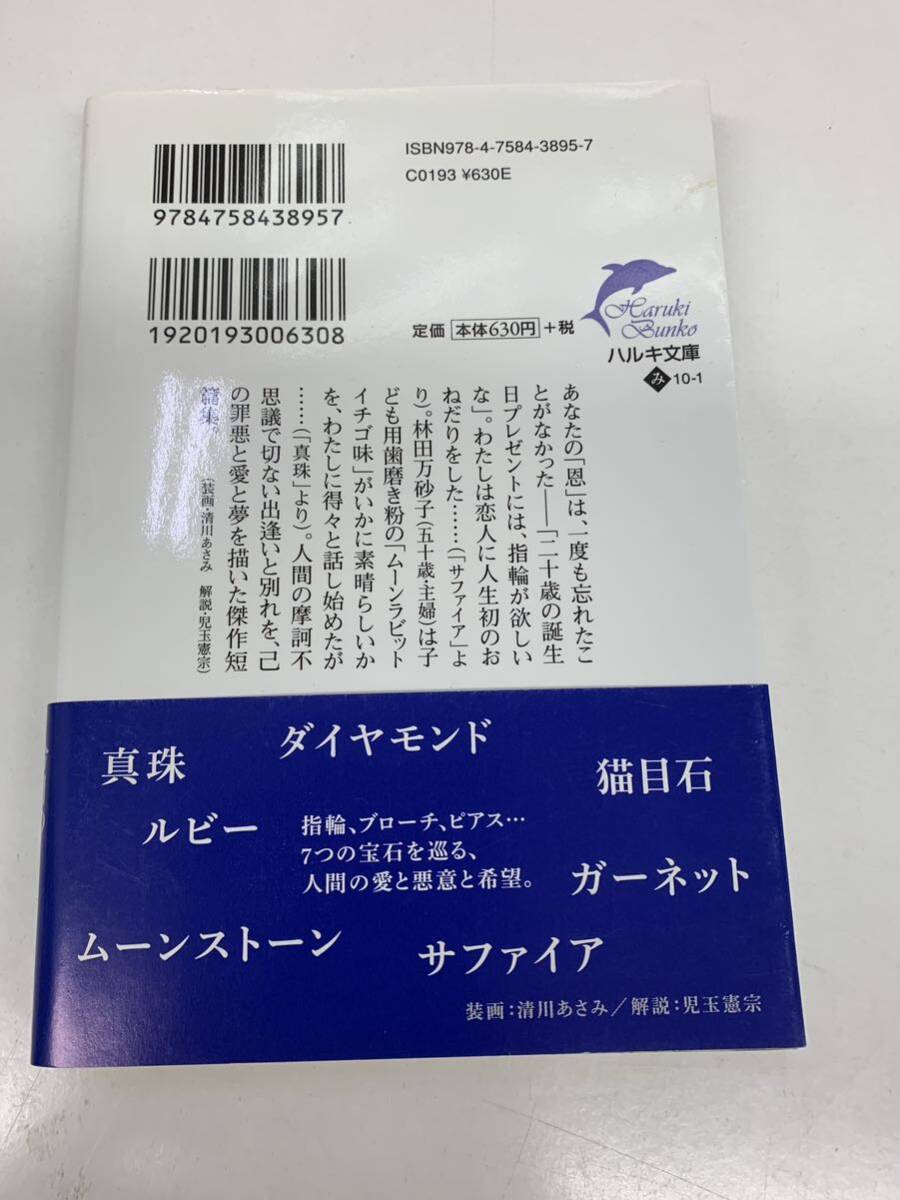 ISBN978-4-7584-3895-7
C0193 ¥630E
9784758438957
1920193006308
定価 本体630円 +税
Haruki
Bunko
ハルキ文庫
み 10-1
あなたの「恩」は、一度も忘れたこ
とがなかった――「二十歳の誕生
日プレゼントには、指輪が欲しい
な」。わたしは恋人に人生初のお
ねだりをした……(「サファイア」よ
り)。林田万砂子(五十歳・主婦)は子
ども用歯磨き粉の「ムーンラビット
イチゴ味」がいかに素晴らしいか
を、わたしに得々と話し始めたが
……(「真珠」より)。人間の摩訶不
思議で切ない出逢いと別れを、己
の罪悪と愛と夢を描いた傑作短
篇集。
(装画・清川あさみ 解説・児玉憲宗)
ダイヤモンド
真珠
猫目石
ルビー
指輪、ブローチ、ピアス…
7つの宝石を巡る、
人間の愛と悪意と希望。
ガーネット
ムーンストーン
サファイア
装画:清川あさみ/解説:児玉憲宗